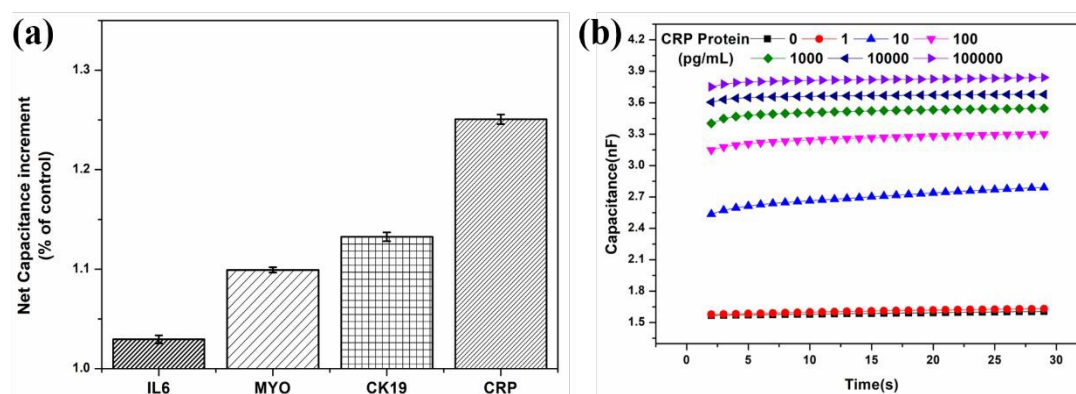 (a)
Net Capacitance increment
(% of control)
1.3
1.2
1.1
1.0
IL6 MYO CK19 CRP
(b)
CRP Protein 0 1 10 100
(pg/mL) 1000 10000 100000
Capacitance(nF)
4.2
3.9
3.6
3.3
3.0
2.7
2.4
2.1
1.8
1.5
0 5 10 15 20 25 30
Time(s)